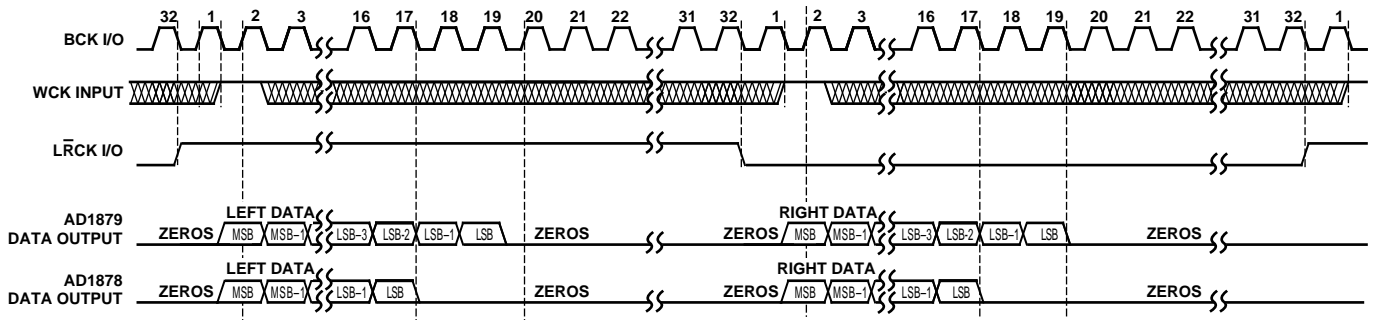 32 1 2 3 16 17 18 19 20 21 22 31 32 1 2 3 16 17 18 19 20 21 22 31 32 1
BCK I/O
WCK INPUT
LR̅CK I/O
LEFT DATA RIGHT DATA
AD1879
DATA OUTPUT
ZEROS MSB MSB–1 LSB–3 LSB-2 LSB–1 LSB ZEROS ZEROS MSB MSB–1 LSB–3 LSB-2 LSB–1 LSB ZEROS
LEFT DATA RIGHT DATA
AD1878
DATA OUTPUT
ZEROS MSB MSB–1 LSB–1 LSB ZEROS ZEROS MSB MSB–1 LSB–1 LSB ZEROS